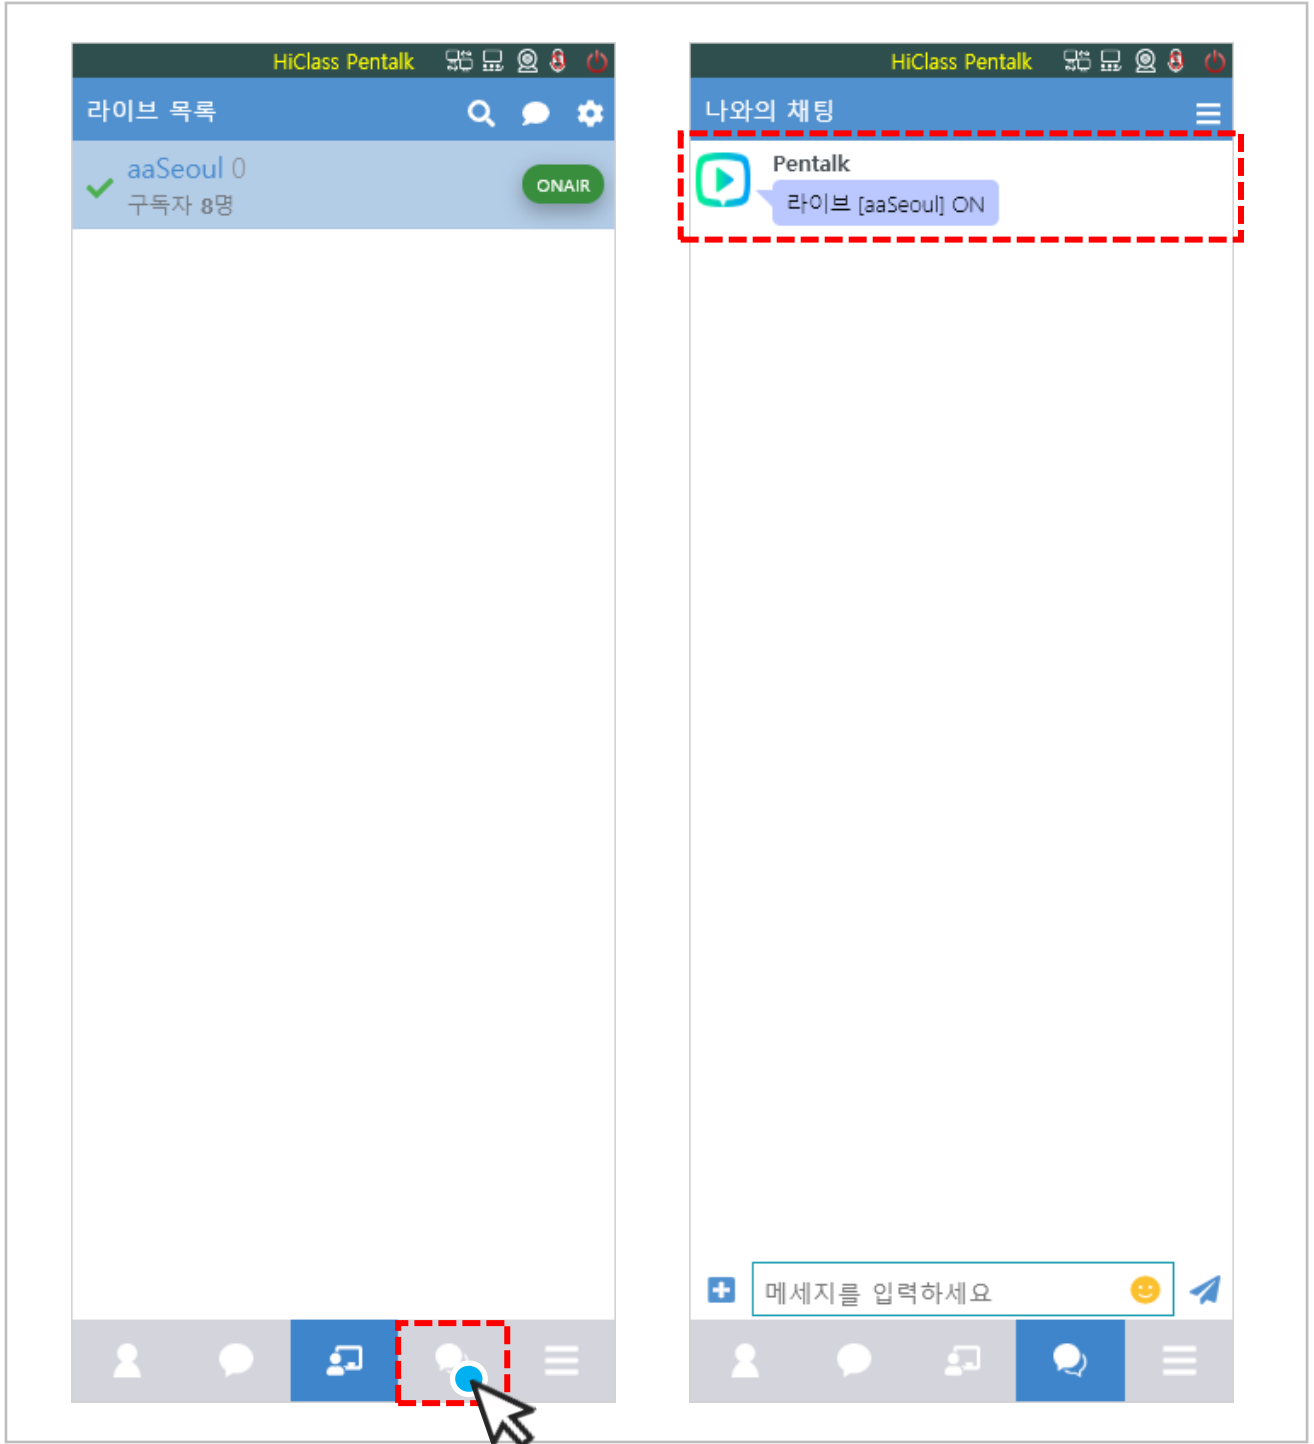 HiClass Pentalk
라이브 목록
aaSeoul 0
구독자 8명
ONAIR
HiClass Pentalk
나와의 채팅
Pentalk
라이브 [aaSeoul] ON
메세지를 입력하세요